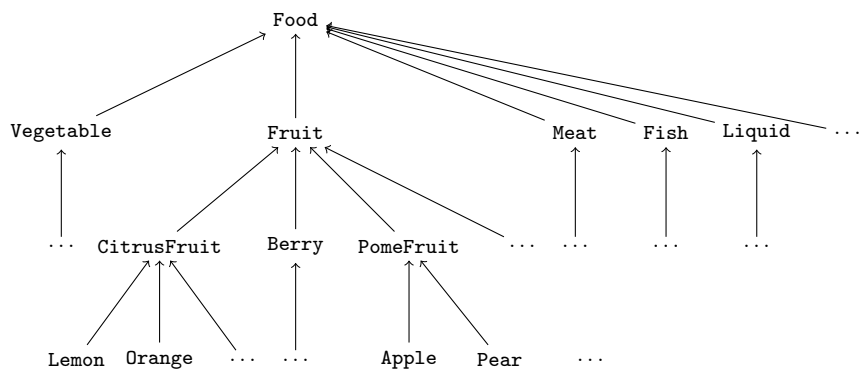 Food
Vegetable Fruit Meat Fish Liquid ...
... CitrusFruit Berry PomeFruit ... ... ... ...
Lemon Orange ... ... Apple Pear ...